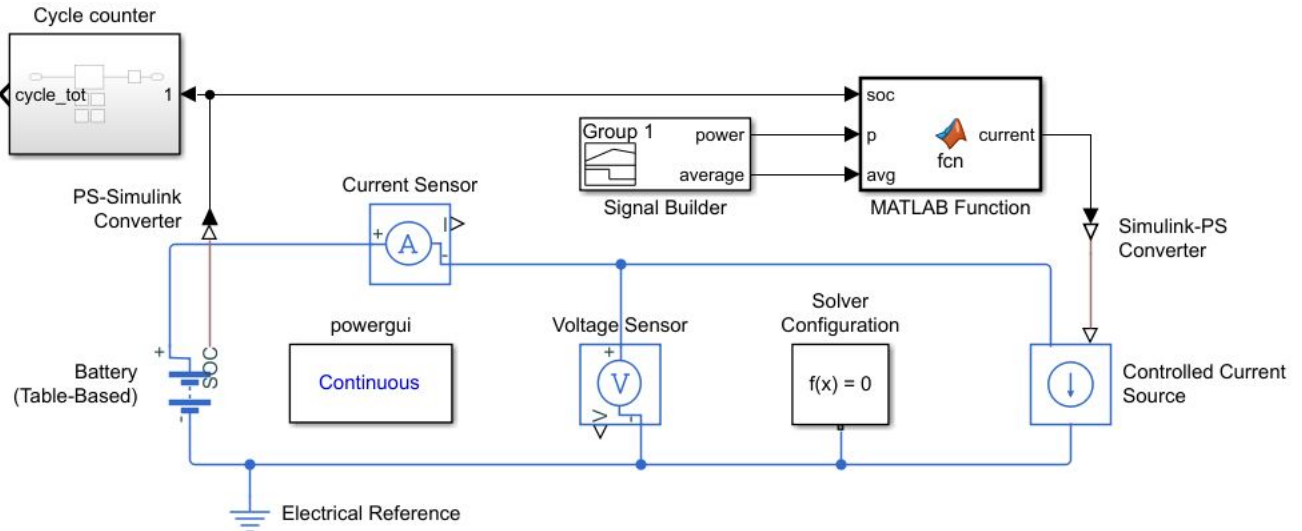 Cycle counter
cycle_tot
1
Group 1
power
average
Signal Builder
soc
p
avg
current
fcn
MATLAB Function
PS-Simulink
Converter
Current Sensor
+
A
I
-
Simulink-PS
Converter
powergui
Continuous
Voltage Sensor
+
V
V
-
Solver
Configuration
f(x) = 0
Battery
(Table-Based)
+
SOC
-
Controlled Current
Source
Electrical Reference